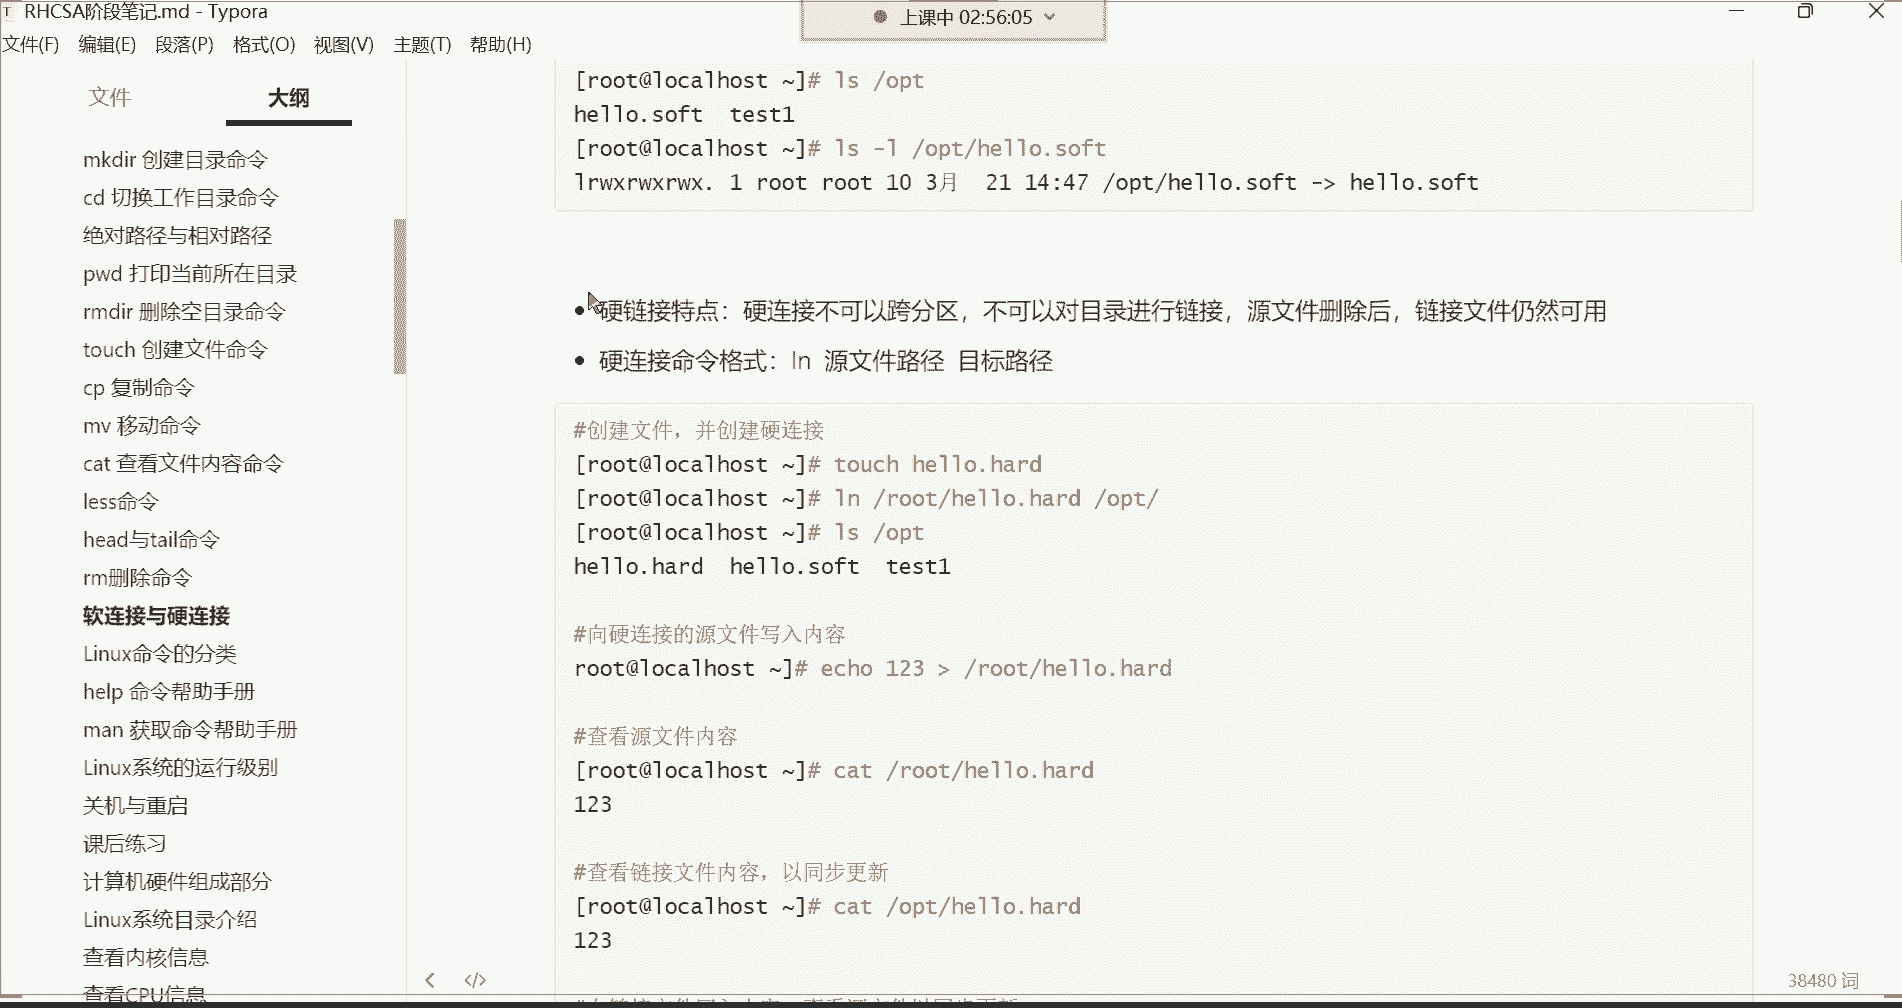 RHCSA阶段笔记.md - Typora
上课中 02:56:05
文件(F) 编辑(E) 段落(P) 格式(O) 视图(V) 主题(T) 帮助(H)
文件 大纲
mkdir 创建目录命令
cd 切换工作目录命令
绝对路径与相对路径
pwd 打印当前所在目录
rmdir 删除空目录命令
touch 创建文件命令
cp 复制命令
mv 移动命令
cat 查看文件内容命令
less命令
head与tail命令
rm删除命令
软连接与硬连接
Linux命令的分类
help 命令帮助手册
man 获取命令帮助手册
Linux系统的运行级别
关机与重启
课后练习
计算机硬件组成部分
Linux系统目录介绍
查看内核信息
查看CPU信息
[root@localhost ~]# ls /opt
hello.soft  test1
[root@localhost ~]# ls -l /opt/hello.soft
lrwxrwxrwx. 1 root root 10 3月  21 14:47 /opt/hello.soft -> hello.soft
硬链接特点：硬连接不可以跨分区，不可以对目录进行链接，源文件删除后，链接文件仍然可用
硬连接命令格式：ln 源文件路径 目标路径
#创建文件，并创建硬连接
[root@localhost ~]# touch hello.hard
[root@localhost ~]# ln /root/hello.hard /opt/
[root@localhost ~]# ls /opt
hello.hard  hello.soft  test1
#向硬连接的源文件写入内容
root@localhost ~]# echo 123 > /root/hello.hard
#查看源文件内容
[root@localhost ~]# cat /root/hello.hard
123
#查看链接文件内容，以同步更新
[root@localhost ~]# cat /opt/hello.hard
123
38480 词